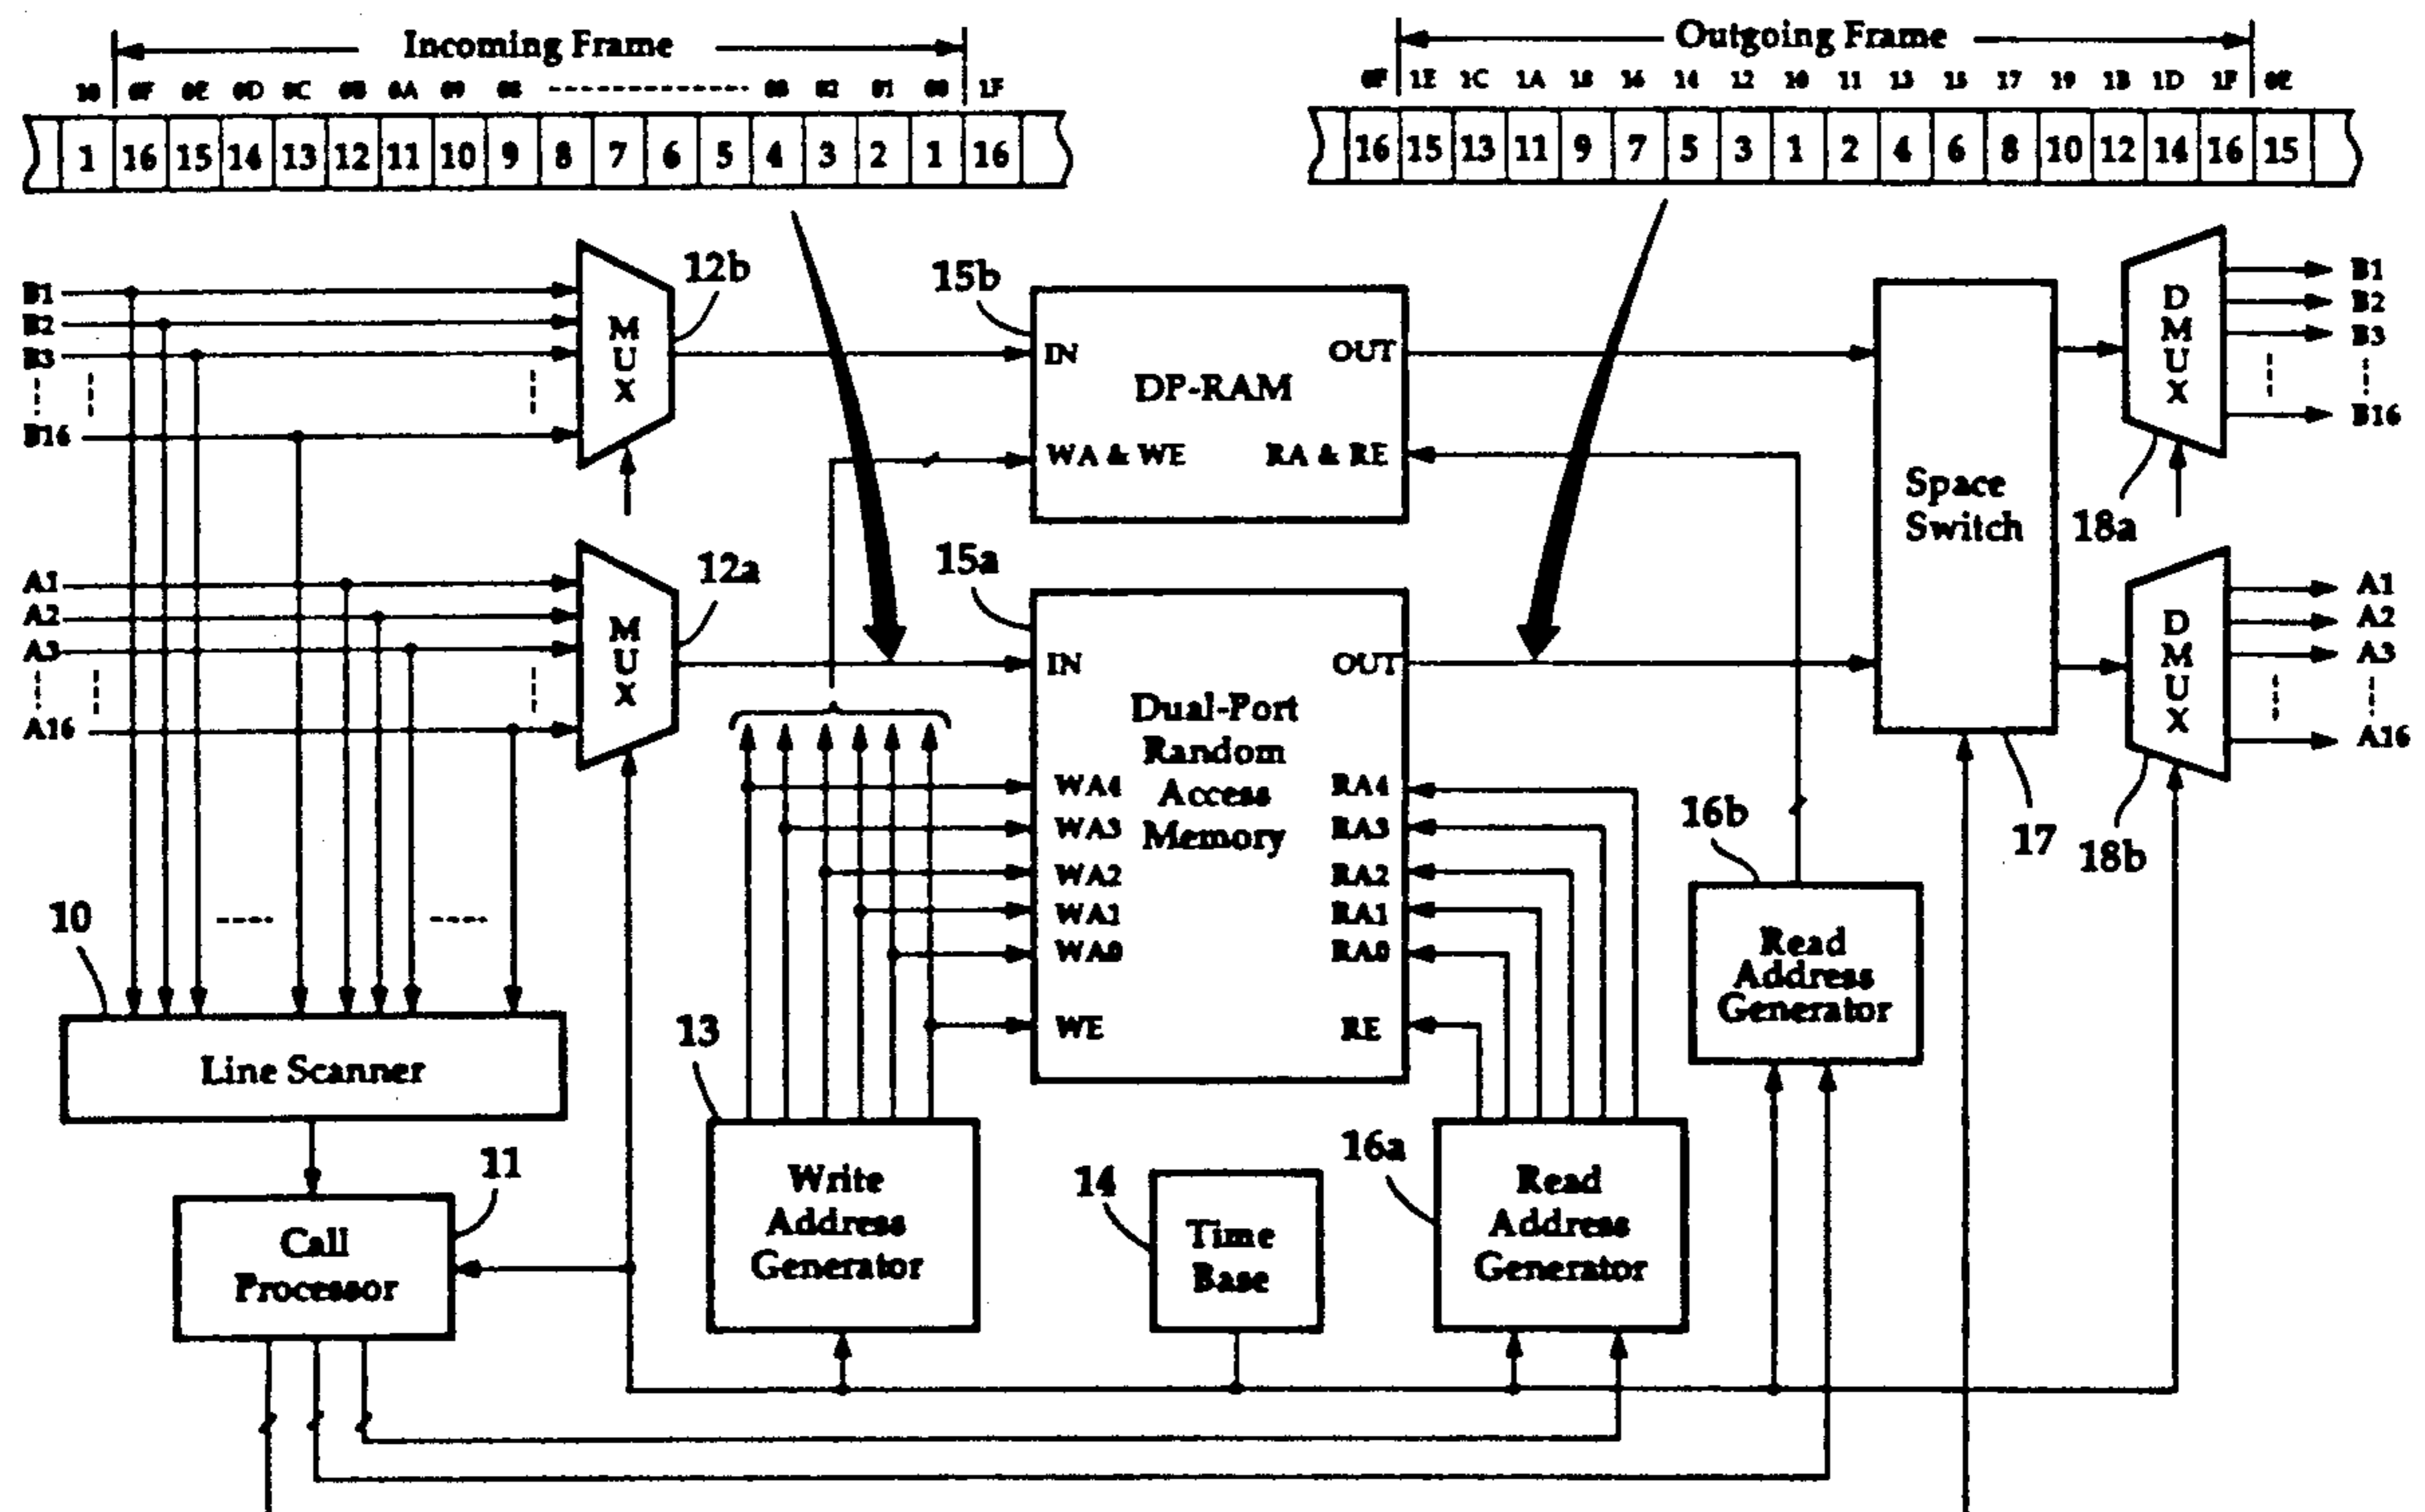 Incoming Frame
Outgoing Frame
10 0F 0E 0D 0C 0B 0A 09 08 03 02 01 00 1F
0F 1E 1C 1A 18 16 14 12 10 11 13 15 17 19 1B 1D 1F 0E
1 16 15 14 13 12 11 10 9 8 7 6 5 4 3 2 1 16
16 15 13 11 9 7 5 3 1 2 4 6 8 10 12 14 16 15
B1
B2
B3
B16
MUX
12b
15b
IN
OUT
DP-RAM
WA & WE
RA & RE
Space
Switch
DMUX
18a
B1
B2
B3
B16
A1
A2
A3
A16
MUX
12a
15a
IN
OUT
Dual-Port
Random
Access
Memory
WA4
WA3
WA2
WA1
WA0
WE
RA4
RA3
RA2
RA1
RA0
RE
DMUX
A1
A2
A3
A16
17
18b
16b
Read
Address
Generator
10
Line Scanner
11
Call
Processor
13
Write
Address
Generator
14
Time
Base
16a
Read
Address
Generator